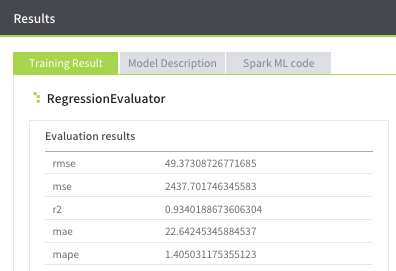 Results
Training Result
Model Description
Spark ML code
RegressionEvaluator
Evaluation results
rmse 49.37308726771685
mse 2437.701746345583
r2 0.9340188673606304
mae 22.64245345884537
mape 1.405031175355123